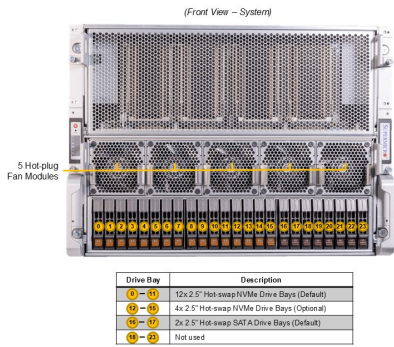 (Front View – System)
5 Hot-plug
Fan Modules
SUPERMICRO
0 1 2 3 4 5 6 7 8 9 10 11 12 13 14 15 16 17 18 19 20 21 22 23
Drive Bay Description
0 – 11 12x 2.5" Hot-swap NVMe Drive Bays (Default)
12 – 15 4x 2.5" Hot-swap NVMe Drive Bays (Optional)
16 – 17 2x 2.5" Hot-swap SATA Drive Bays (Default)
18 – 23 Not used